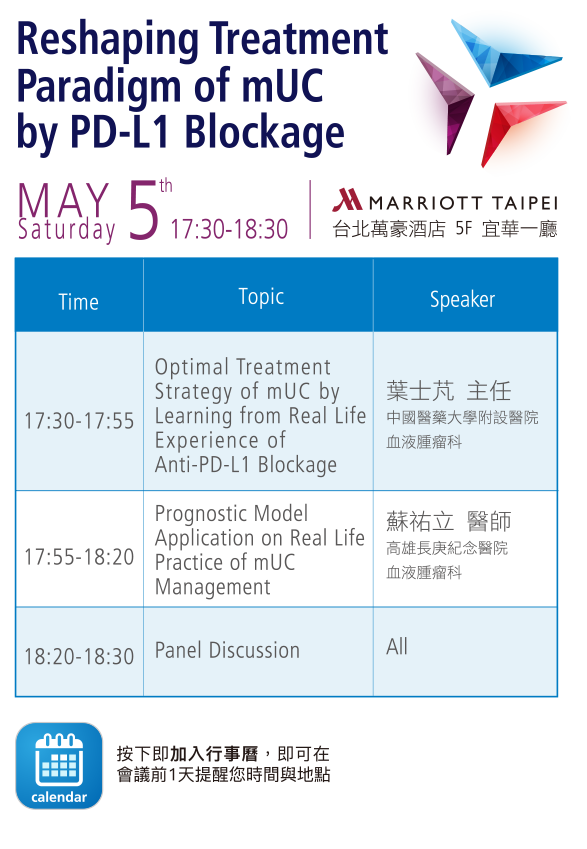 Reshaping Treatment
Paradigm of mUC
by PD-L1 Blockage
MAY 5th
Saturday 17:30-18:30
MARRIOTT TAIPEI
台北萬豪酒店 5F 宜華一廳
Time
Topic
Speaker
17:30-17:55
Optimal Treatment
Strategy of mUC by
Learning from Real Life
Experience of
Anti-PD-L1 Blockage
葉士芃 主任
中國醫藥大學附設醫院
血液腫瘤科
17:55-18:20
Prognostic Model
Application on Real Life
Practice of mUC
Management
蘇祐立 醫師
高雄長庚紀念醫院
血液腫瘤科
18:20-18:30
Panel Discussion
All
calendar
按下即加入行事曆，即可在
會議前1天提醒您時間與地點